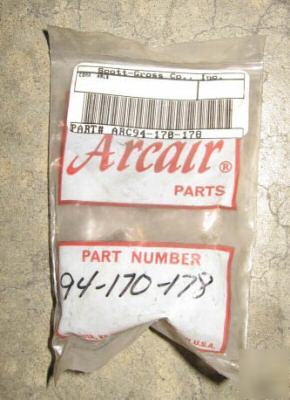 Scott-Gross Co., Inc.
PART# ARC94-170-178
Arcair®
PARTS
PART NUMBER
94-170-178
U.S.A.